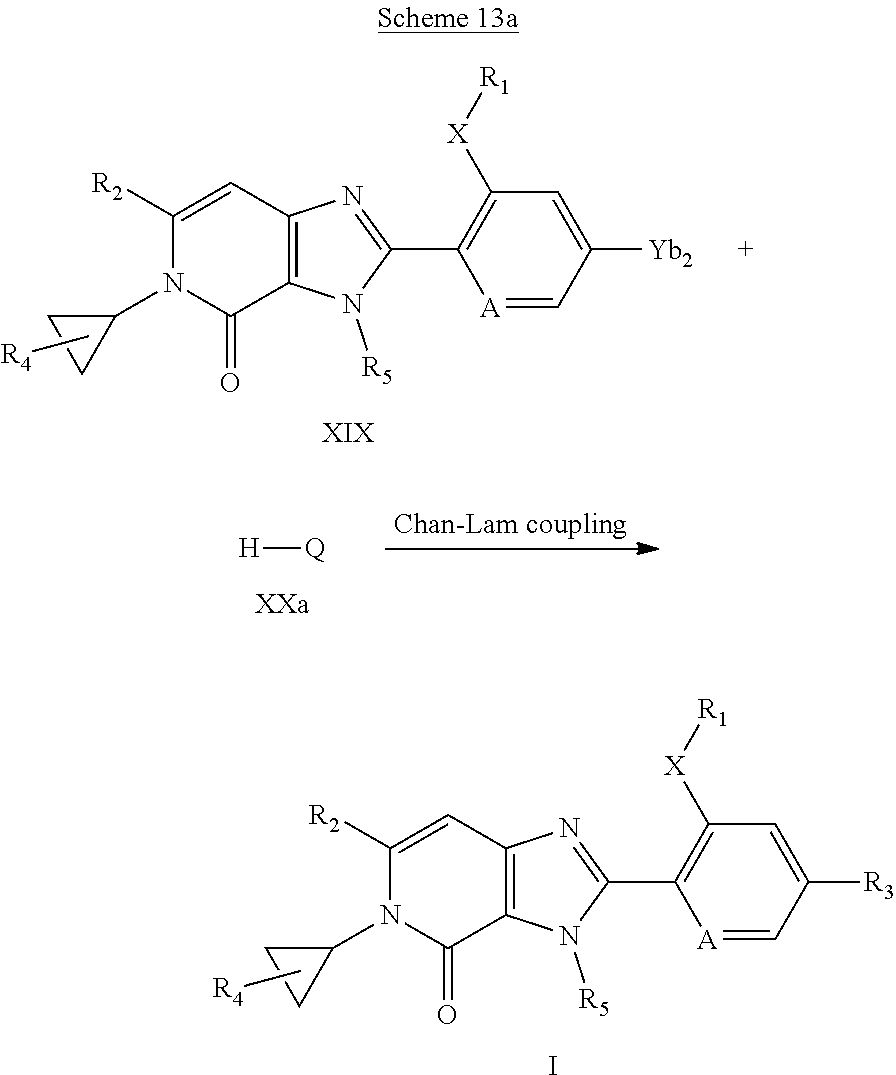 Scheme 13a
R1
X
R2
N
Yb2 +
N
N
A
R4
O
R5
XIX
H—Q
Chan-Lam coupling
XXa
R1
X
R2
N
R3
N
N
A
R4
O
R5
I